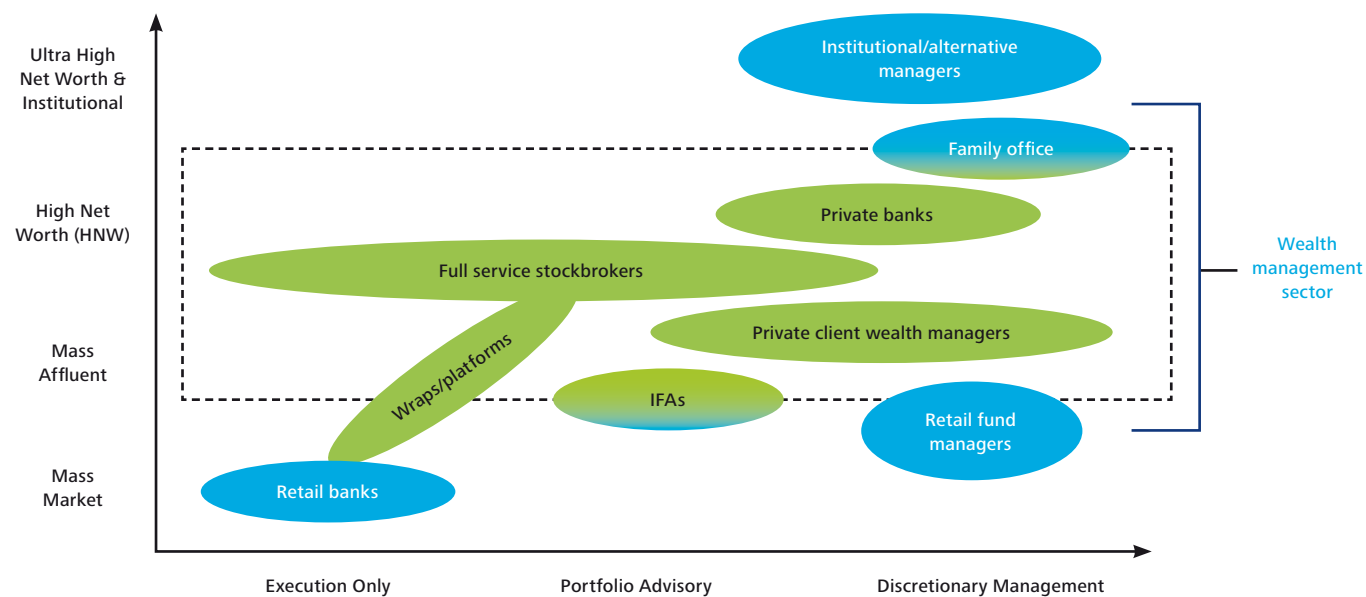 Ultra High
Net Worth &
Institutional
High Net
Worth (HNW)
Mass
Affluent
Mass
Market
Institutional/alternative
managers
Family office
Private banks
Full service stockbrokers
Private client wealth managers
Wraps/platforms
IFAs
Retail fund
managers
Retail banks
Wealth
management
sector
Execution Only
Portfolio Advisory
Discretionary Management